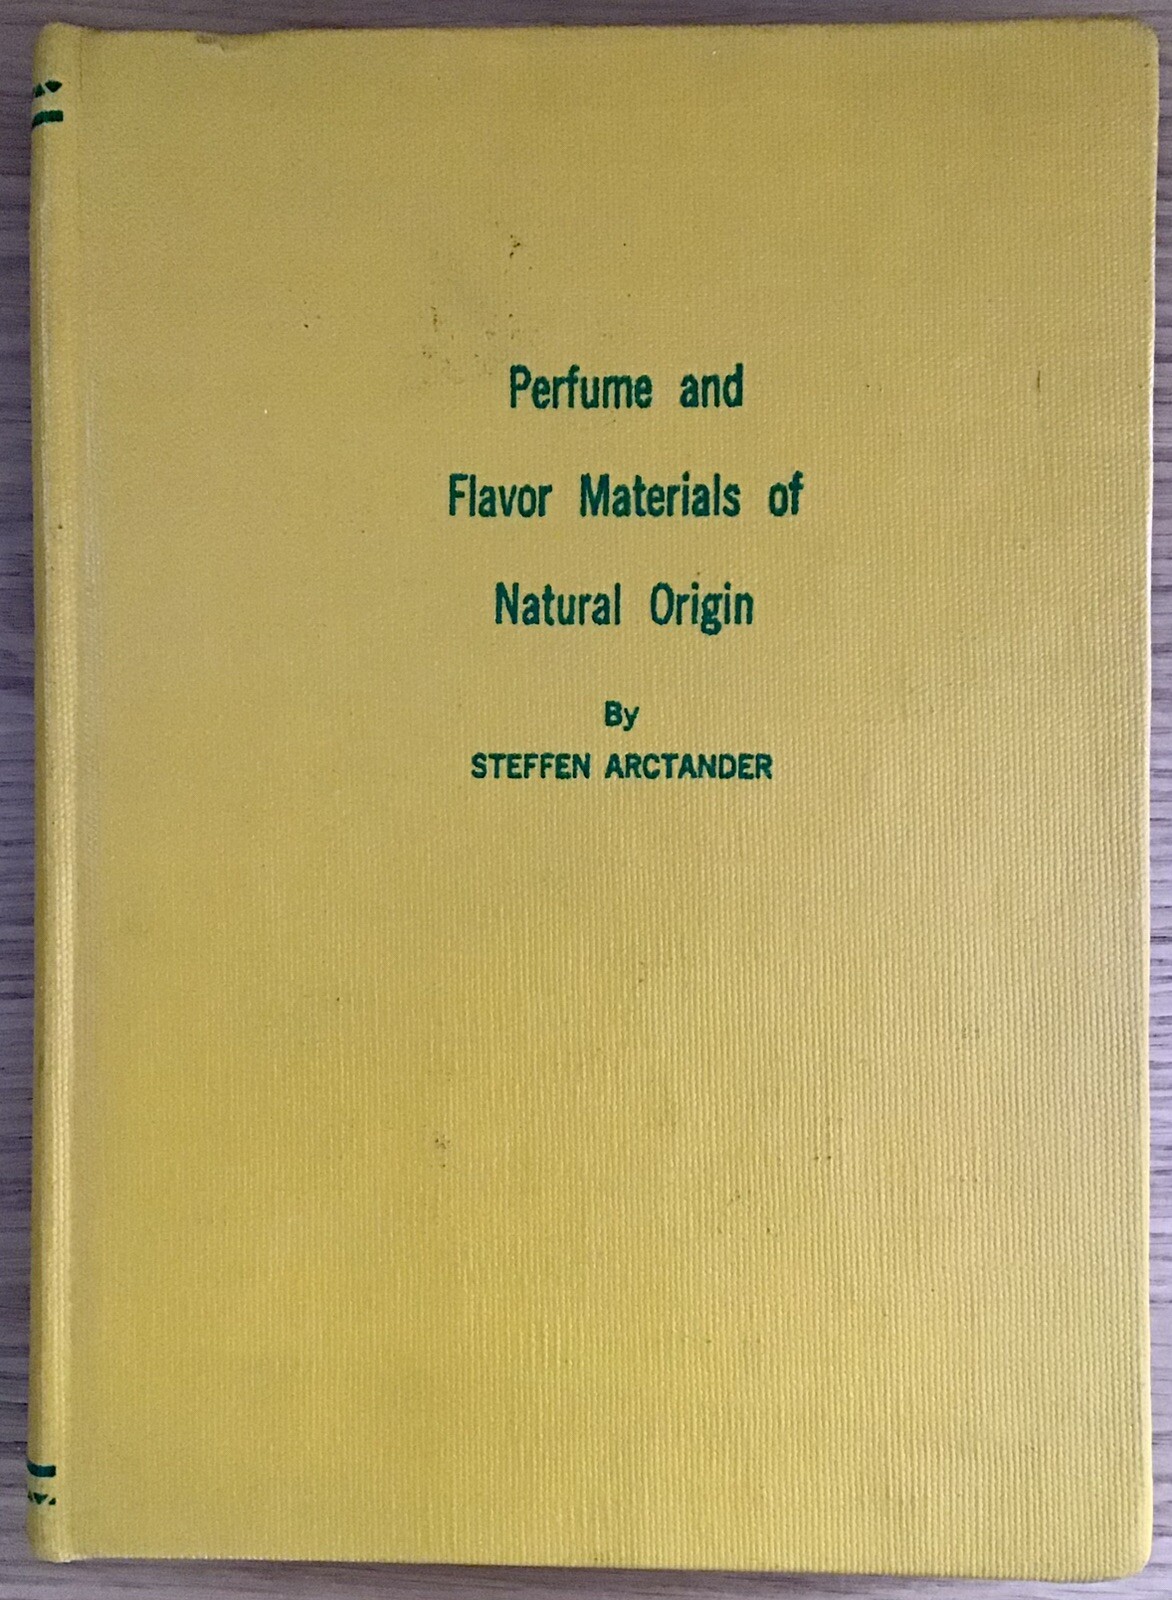 Perfume and
Flavor Materials of
Natural Origin
By
STEFFEN ARCTANDER